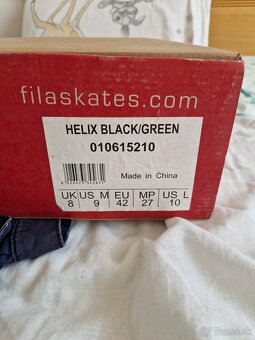 filaskates.com
HELIX BLACK/GREEN
010615210
Made in China
UK US M EU MP US L
8 9 42 27 10
bazos.sk